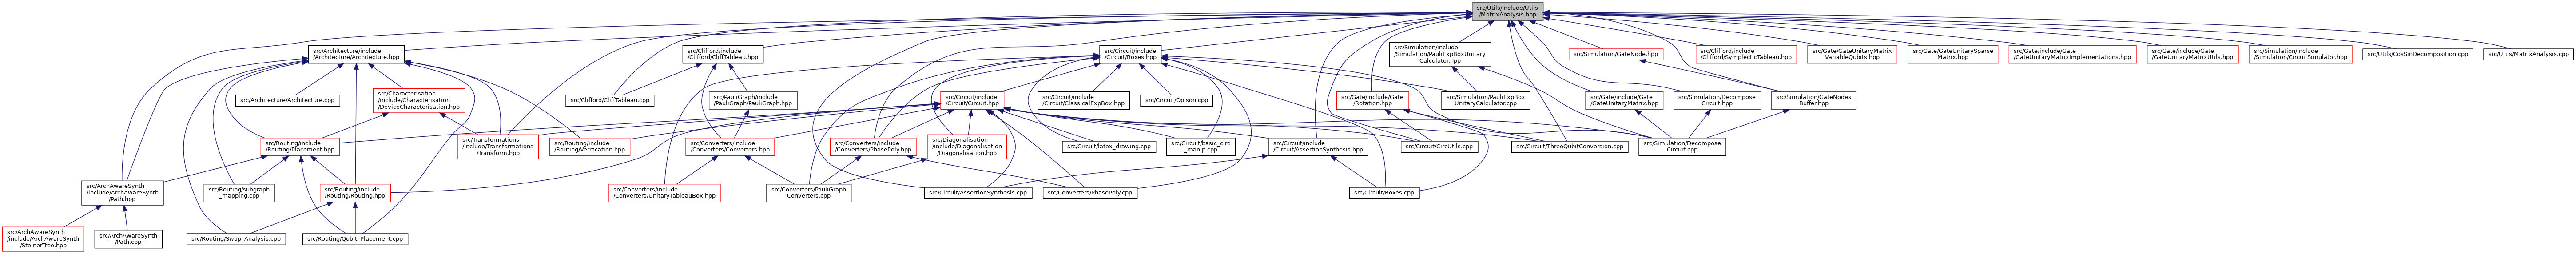 src/Utils/include/Utils
/MatrixAnalysis.hpp
src/Architecture/include
/Architecture/Architecture.hpp
src/Clifford/include
/Clifford/CliffTableau.hpp
src/Circuit/include
/Circuit/Boxes.hpp
src/Simulation/include
/Simulation/PauliExpBoxUnitary
Calculator.hpp
src/Simulation/GateNode.hpp
src/Clifford/include
/Clifford/SymplecticTableau.hpp
src/Gate/GateUnitaryMatrix
VariableQubits.hpp
src/Gate/GateUnitarySparse
Matrix.hpp
src/Gate/include/Gate
/GateUnitaryMatrixImplementations.hpp
src/Gate/include/Gate
/GateUnitaryMatrixUtils.hpp
src/Simulation/include
/Simulation/CircuitSimulator.hpp
src/Utils/CosSinDecomposition.cpp
src/Utils/MatrixAnalysis.cpp
src/Architecture/Architecture.cpp
src/Characterisation
/include/Characterisation
/DeviceCharacterisation.hpp
src/Clifford/CliffTableau.cpp
src/PauliGraph/include
/PauliGraph/PauliGraph.hpp
src/Circuit/include
/Circuit/Circuit.hpp
src/Circuit/include
/Circuit/ClassicalExpBox.hpp
src/Circuit/OpJson.cpp
src/Gate/include/Gate
/Rotation.hpp
src/Simulation/PauliExpBox
UnitaryCalculator.cpp
src/Gate/include/Gate
/GateUnitaryMatrix.hpp
src/Simulation/Decompose
Circuit.hpp
src/Simulation/GateNodes
Buffer.hpp
src/Routing/include
/Routing/Placement.hpp
src/Transformations
/include/Transformations
/Transform.hpp
src/Routing/include
/Routing/Verification.hpp
src/Converters/include
/Converters/Converters.hpp
src/Converters/include
/Converters/PhasePoly.hpp
src/Diagonalisation
/include/Diagonalisation
/Diagonalisation.hpp
src/Circuit/latex_drawing.cpp
src/Circuit/basic_circ
_manip.cpp
src/Circuit/include
/Circuit/AssertionSynthesis.hpp
src/Circuit/CircUtils.cpp
src/Circuit/ThreeQubitConversion.cpp
src/Simulation/Decompose
Circuit.cpp
src/ArchAwareSynth
/include/ArchAwareSynth
/Path.hpp
src/Routing/subgraph
_mapping.cpp
src/Routing/include
/Routing/Routing.hpp
src/Converters/include
/Converters/UnitaryTableauBox.hpp
src/Converters/PauliGraph
Converters.cpp
src/Circuit/AssertionSynthesis.cpp
src/Converters/PhasePoly.cpp
src/Circuit/Boxes.cpp
src/ArchAwareSynth
/include/ArchAwareSynth
/SteinerTree.hpp
src/ArchAwareSynth
/Path.cpp
src/Routing/Swap_Analysis.cpp
src/Routing/Qubit_Placement.cpp